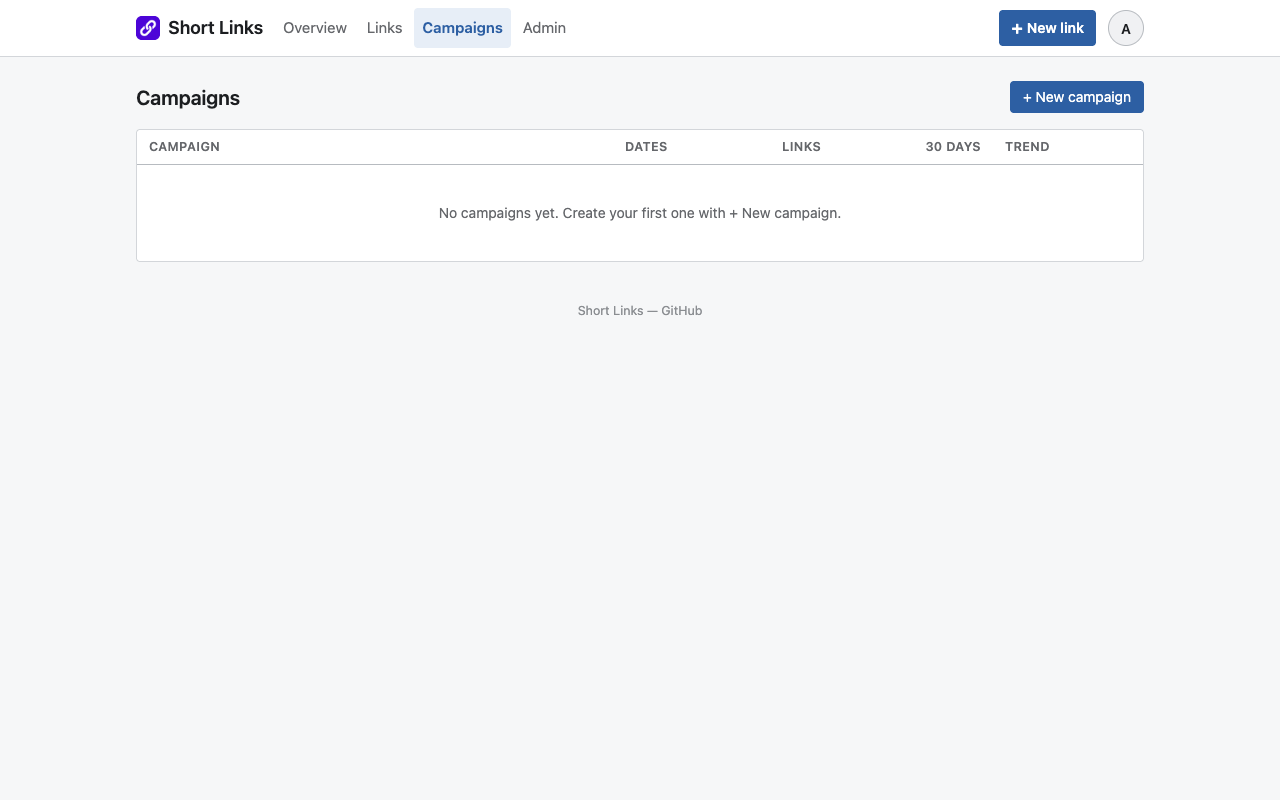 Short Links Overview Links Campaigns Admin + New link A
Campaigns + New campaign
CAMPAIGN DATES LINKS 30 DAYS TREND
No campaigns yet. Create your first one with + New campaign.
Short Links — GitHub